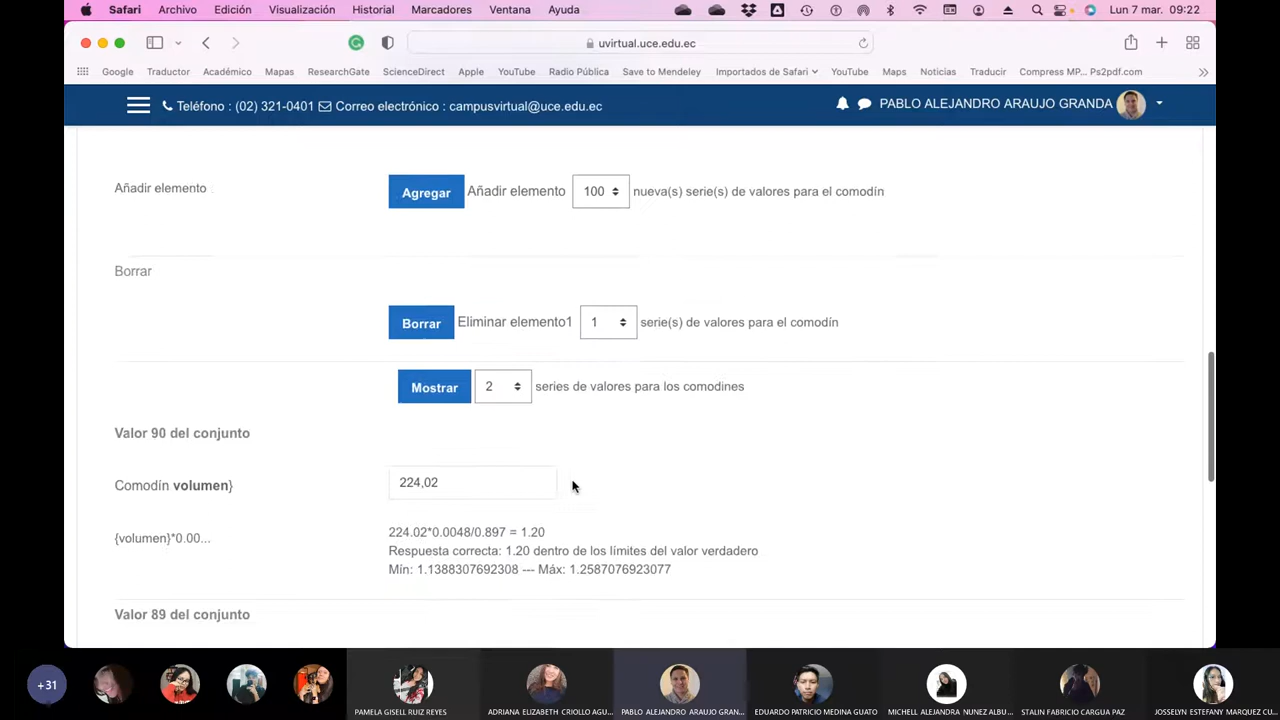 Safari Archivo Edición Visualización Historial Marcadores Ventana Ayuda Lun 7 mar. 09:22
uvirtual.uce.edu.ec
Google Traductor Académico Mapas ResearchGate ScienceDirect Apple YouTube Radio Pública Save to Mendeley Importados de Safari YouTube Maps Noticias Traducir Compress MP... Ps2pdf.com
Teléfono : (02) 321-0401 Correo electrónico : campusvirtual@uce.edu.ec PABLO ALEJANDRO ARAUJO GRANDA
Añadir elemento Agregar Añadir elemento 100 nueva(s) serie(s) de valores para el comodín
Borrar
Borrar Eliminar elemento1 1 serie(s) de valores para el comodín
Mostrar 2 series de valores para los comodines
Valor 90 del conjunto
Comodín volumen} 224,02
{volumen}*0.00... 224.02*0.0048/0.897 = 1.20
Respuesta correcta: 1.20 dentro de los límites del valor verdadero
Mín: 1.1388307692308 --- Máx: 1.2587076923077
Valor 89 del conjunto
+31 PAMELA GISELL RUIZ REYES ADRIANA ELIZABETH CRIOLLO AGU... PABLO ALEJANDRO ARAUJO GRAN... EDUARDO PATRICIO MEDINA GUATO MICHELL ALEJANDRA NUNEZ ALBU... STALIN FABRICIO CARGUA PAZ JOSSELYN ESTEFANY MARQUEZ CU...